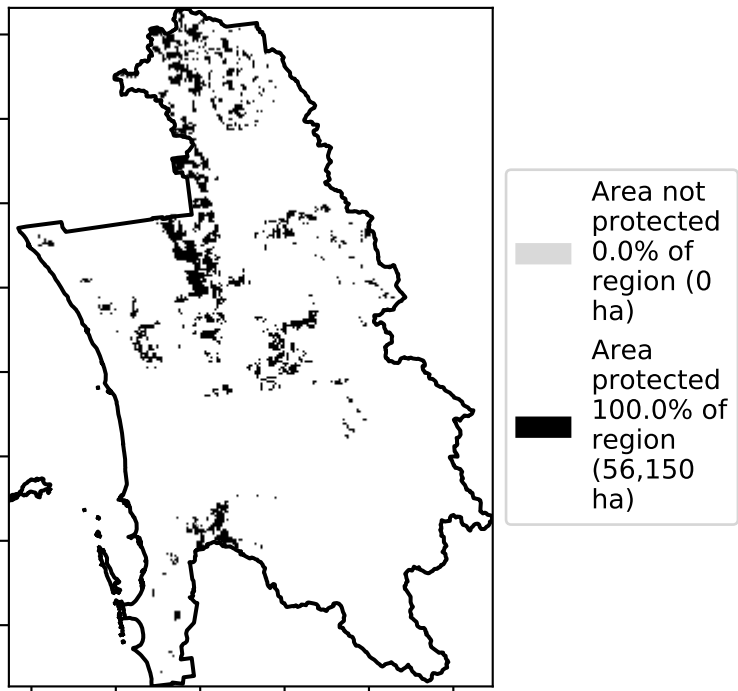 Area not
protected
0.0% of
region (0
ha)
Area
protected
100.0% of
region
(56,150
ha)